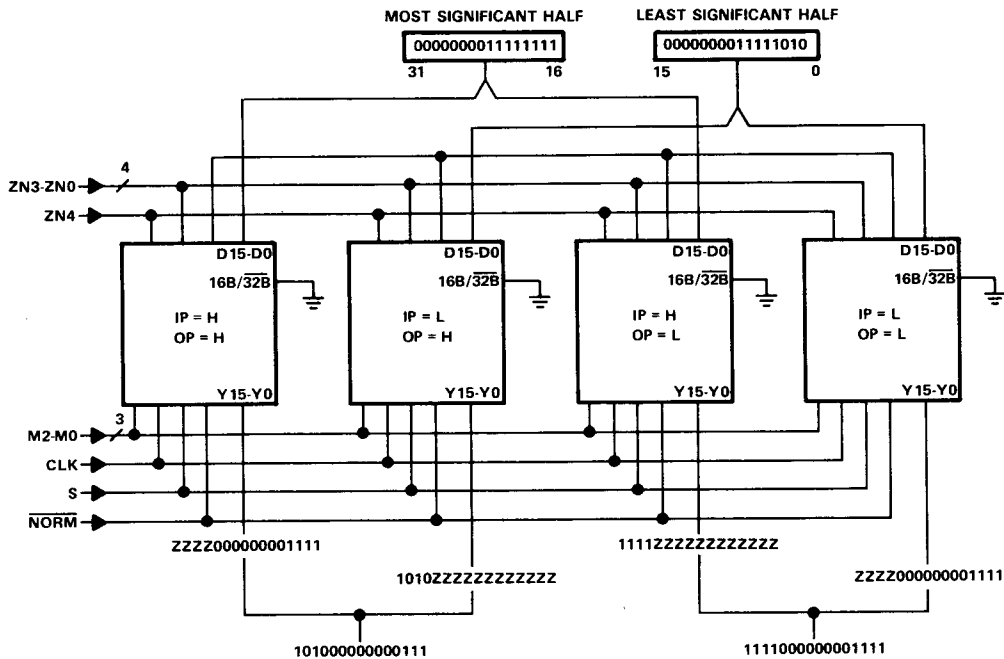 MOST SIGNIFICANT HALF
LEAST SIGNIFICANT HALF
0000000011111111
0000000011111010
31
16
15
0
4
ZN3-ZN0
ZN4
D15-D0
16B/32B
IP = H
OP = H
Y15-Y0
D15-D0
16B/32B
IP = L
OP = H
Y15-Y0
D15-D0
16B/32B
IP = H
OP = L
Y15-Y0
D15-D0
16B/32B
IP = L
OP = L
Y15-Y0
3
M2-M0
CLK
S
NORM
ZZZZ000000001111
1010ZZZZZZZZZZZZ
1111ZZZZZZZZZZZZ
ZZZZ000000001111
1010000000000111
1111000000001111